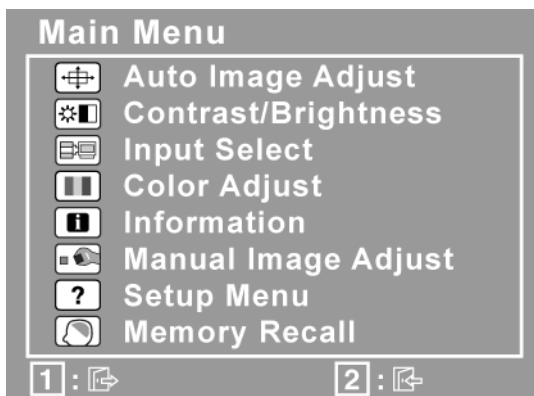 Main Menu
Auto Image Adjust
Contrast/Brightness
Input Select
Color Adjust
Information
Manual Image Adjust
? Setup Menu
Memory Recall
1 : 2 :